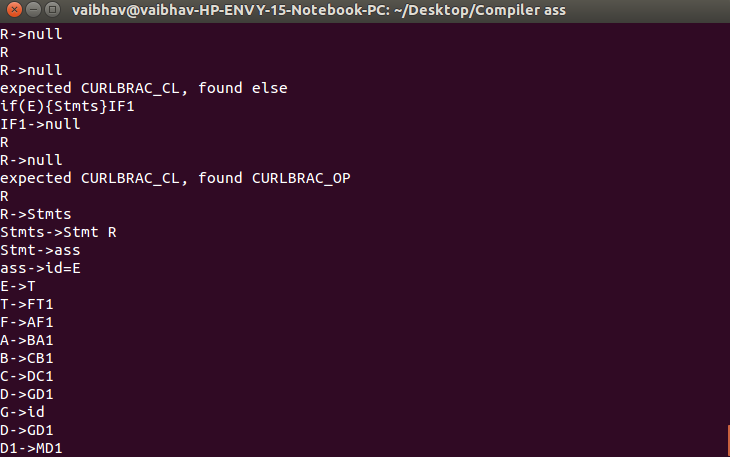 vaibhav@vaibhav-HP-ENVY-15-Notebook-PC: ~/Desktop/Compiler ass
R->null
R
R->null
expected CURLBRAC_CL, found else
if(E){Stmts}IF1
IF1->null
R
R->null
expected CURLBRAC_CL, found CURLBRAC_OP
R
R->Stmts
Stmts->Stmt R
Stmt->ass
ass->id=E
E->T
T->FT1
F->AF1
A->BA1
B->CB1
C->DC1
D->GD1
G->id
D->GD1
D1->MD1